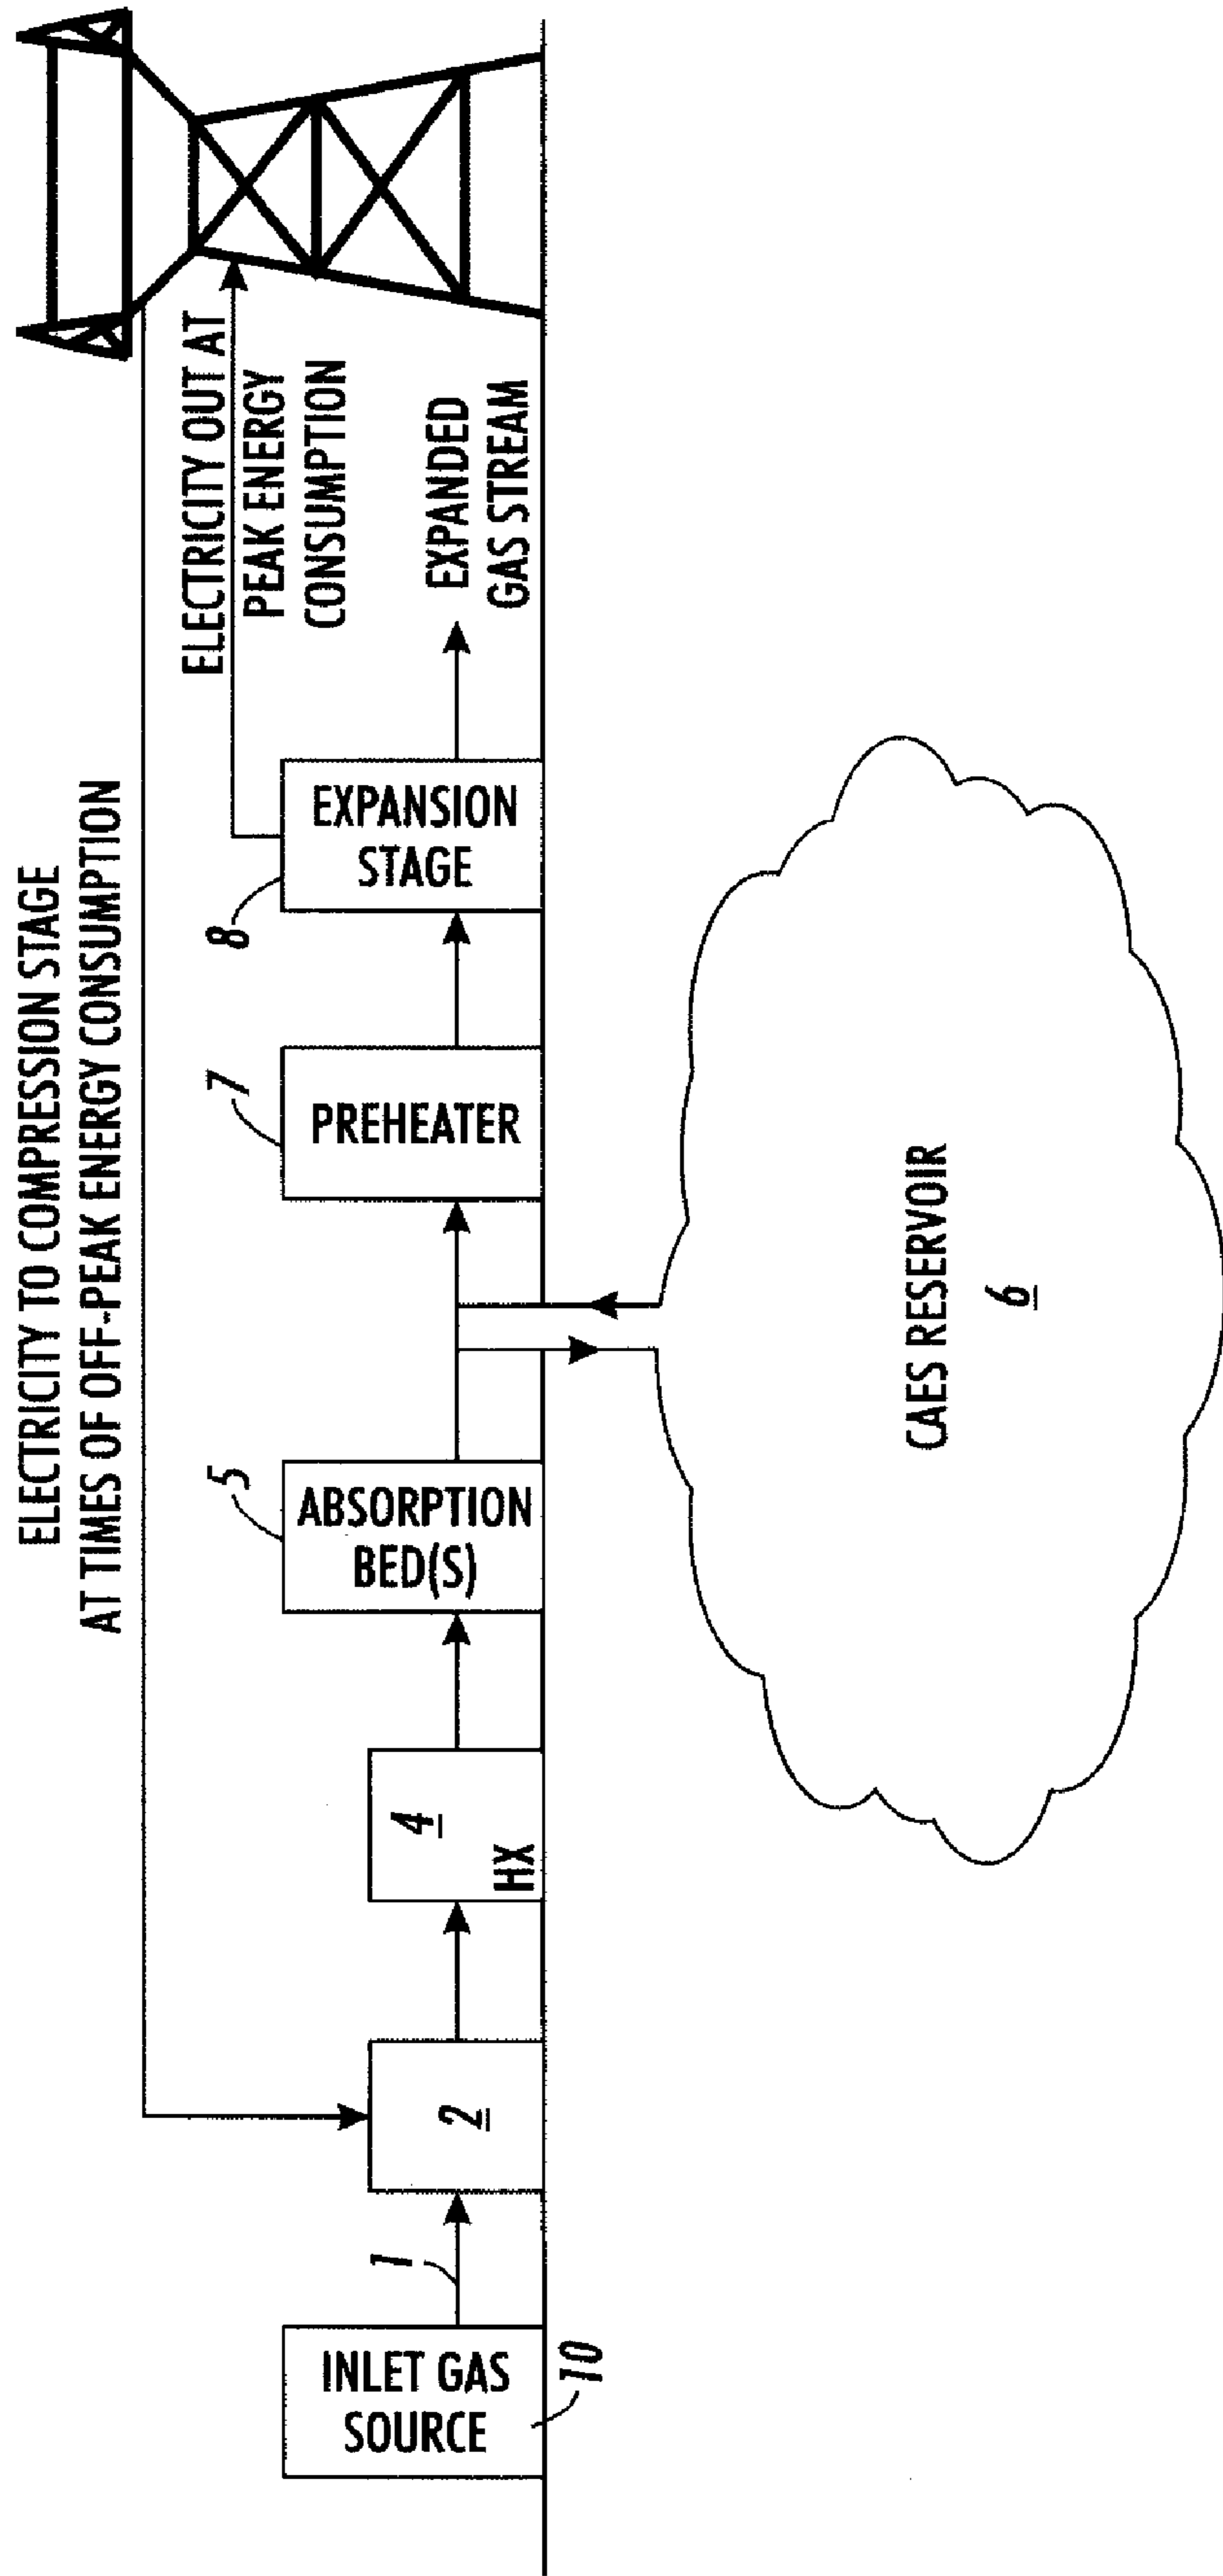 ELECTRICITY TO COMPRESSION STAGE
AT TIMES OF OFF-PEAK ENERGY CONSUMPTION
ELECTRICITY OUT AT
PEAK ENERGY
CONSUMPTION
INLET GAS
SOURCE
10
1
2
4
HX
5
ABSORPTION
BED(S)
7
PREHEATER
8
EXPANSION
STAGE
EXPANDED
GAS STREAM
CAES RESERVOIR
6